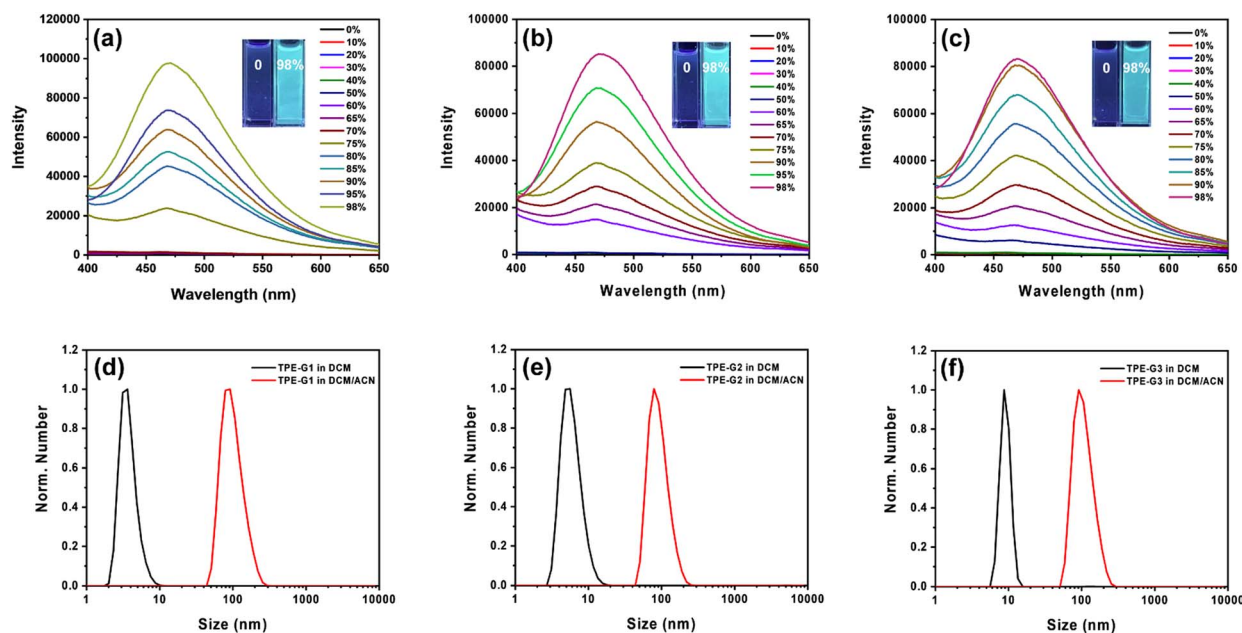 (a)
0 98%
0%
10%
20%
30%
40%
50%
60%
65%
70%
75%
80%
85%
90%
95%
98%
120000
100000
80000
60000
40000
20000
0
Intensity
400 450 500 550 600 650
Wavelength (nm)
(b)
0 98%
0%
10%
20%
30%
40%
50%
60%
65%
70%
75%
90%
95%
98%
100000
80000
60000
40000
20000
0
Intensity
400 450 500 550 600 650
Wavelength (nm)
(c)
0 98%
0%
10%
20%
30%
40%
50%
60%
65%
70%
75%
80%
85%
90%
98%
100000
80000
60000
40000
20000
0
Intensity
400 450 500 550 600 650
Wavelength (nm)
(d)
TPE-G1 in DCM
TPE-G1 in DCM/ACN
1.2
1.0
0.8
0.6
0.4
0.2
0.0
Norm. Number
1 10 100 1000 10000
Size (nm)
(e)
TPE-G2 in DCM
TPE-G2 in DCM/ACN
1.2
1.0
0.8
0.6
0.4
0.2
0.0
Norm. Number
1 10 100 1000 10000
Size (nm)
(f)
TPE-G3 in DCM
TPE-G3 in DCM/ACN
1.2
1.0
0.8
0.6
0.4
0.2
0.0
Norm. Number
1 10 100 1000 10000
Size (nm)